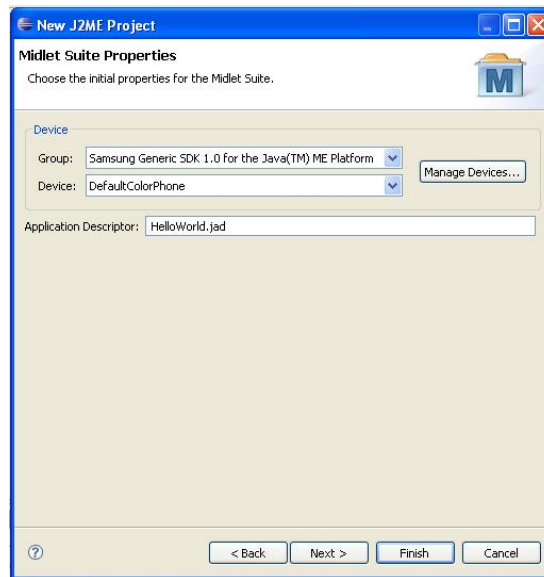 New J2ME Project
Midlet Suite Properties
Choose the initial properties for the Midlet Suite.
M
Device
Group: Samsung Generic SDK 1.0 for the Java(TM) ME Platform
Manage Devices...
Device: DefaultColorPhone
Application Descriptor: HelloWorld.jad
? < Back Next > Finish Cancel